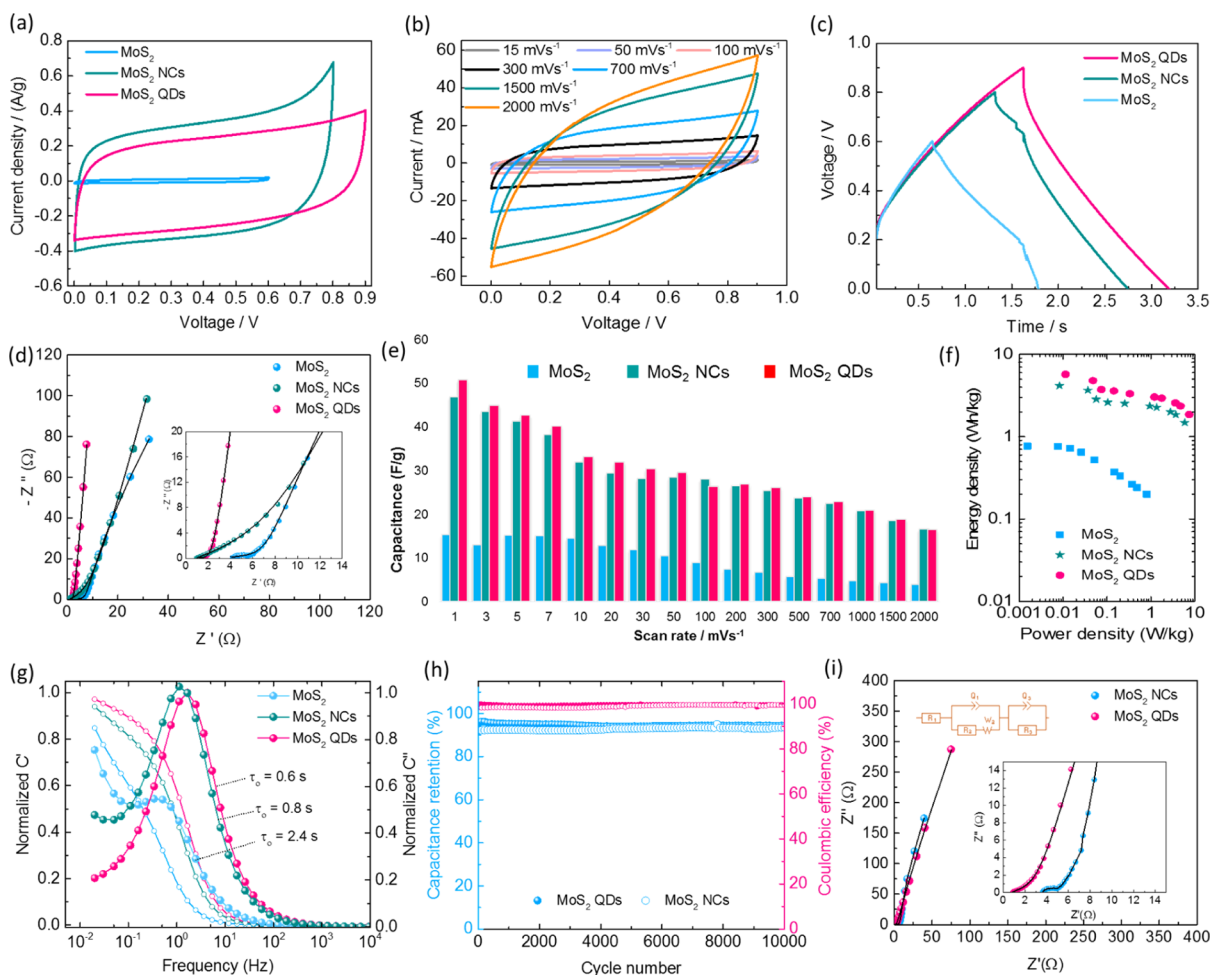 (a)
0.8
0.6
0.4
0.2
0.0
-0.2
-0.4
-0.6
Current density / (A/g)
MoS₂
MoS₂ NCs
MoS₂ QDs
0.0 0.1 0.2 0.3 0.4 0.5 0.6 0.7 0.8 0.9
Voltage / V
(b)
60
40
20
0
-20
-40
-60
Current / mA
15 mVs⁻¹ 50 mVs⁻¹ 100 mVs⁻¹
300 mVs⁻¹ 700 mVs⁻¹
1500 mVs⁻¹
2000 mVs⁻¹
0.0 0.2 0.4 0.6 0.8 1.0
Voltage / V
(c)
1.0
0.8
0.6
0.4
0.2
0.0
Voltage / V
MoS₂ QDs
MoS₂ NCs
MoS₂
0.5 1.0 1.5 2.0 2.5 3.0 3.5
Time / s
(d)
120
100
80
60
40
20
0
- Z '' (Ω)
MoS₂
MoS₂ NCs
MoS₂ QDs
20
16
12
8
4
0
- Z '' (Ω)
0 2 4 6 8 10 12 14
Z ' (Ω)
0 20 40 60 80 100 120
Z ' (Ω)
(e)
60
50
40
30
20
10
0
Capacitance (F/g)
MoS₂ MoS₂ NCs MoS₂ QDs
1 3 5 7 10 20 30 50 100 200 300 500 700 1000 1500 2000
Scan rate / mVs⁻¹
(f)
10
1
0.1
0.01
Energy density (Wh/kg)
MoS₂
MoS₂ NCs
MoS₂ QDs
0.001 0.01 0.1 1 10
Power density (W/kg)
(g)
1.0
0.8
0.6
0.4
0.2
0.0
Normalized C'
MoS₂
MoS₂ NCs
MoS₂ QDs
τₒ = 0.6 s
τₒ = 0.8 s
τₒ = 2.4 s
1.0
0.8
0.6
0.4
0.2
0.0
Normalized C''
10⁻² 10⁻¹ 10⁰ 10¹ 10² 10³ 10⁴
Frequency (Hz)
(h)
100
80
60
40
20
0
Capacitance retention (%)
MoS₂ QDs MoS₂ NCs
100
80
60
40
20
0
Coulombic efficiency (%)
0 2000 4000 6000 8000 10000
Cycle number
(i)
400
350
300
250
200
150
100
50
0
Z'' (Ω)
MoS₂ NCs
MoS₂ QDs
Q₁ Q₃
R₁
R₂ W₂ R₃
14
12
10
8
6
4
2
0
Z'' (Ω)
0 2 4 6 8 10 12 14
Z'(Ω)
0 25 50 75 100 125 150 175 200
Z'(Ω)